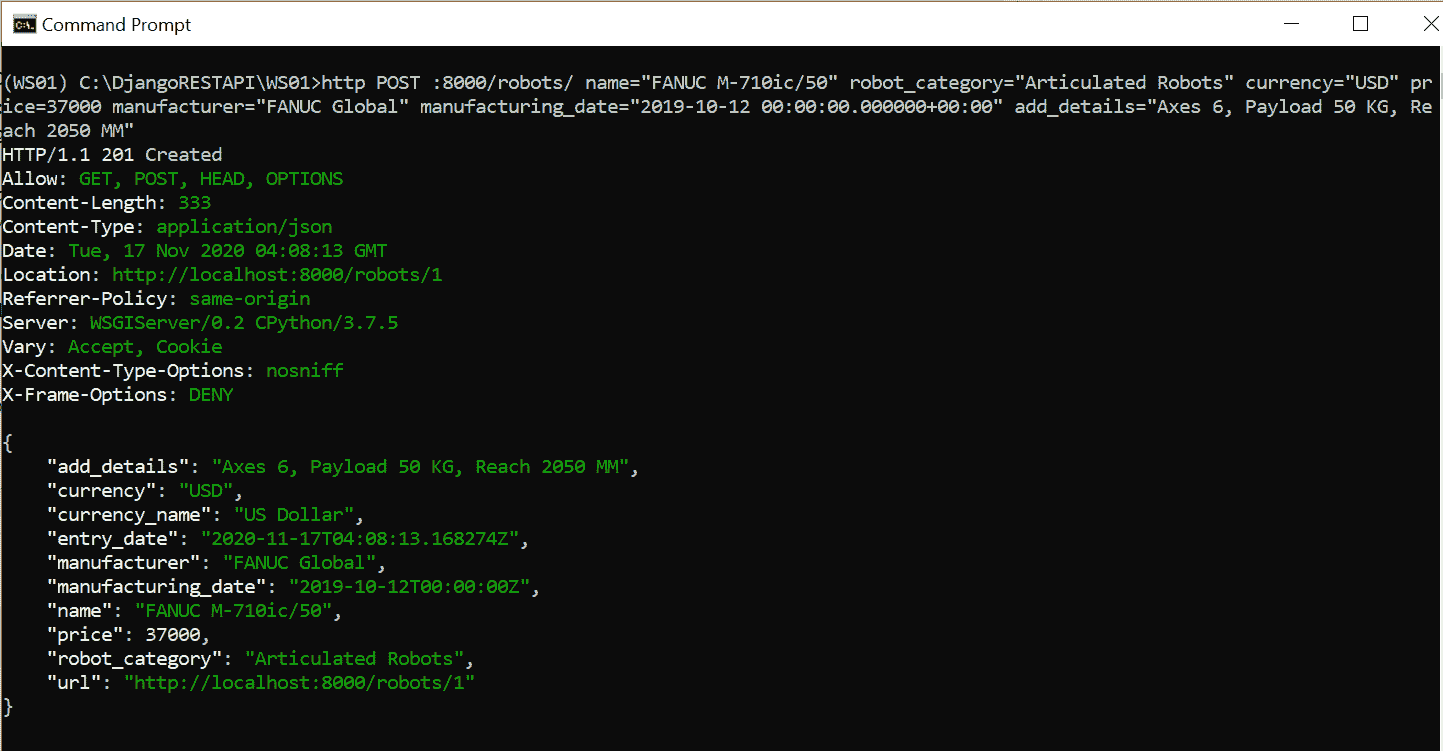 Command Prompt
(WS01) C:\DjangoRESTAPI\WS01>http POST :8000/robots/ name="FANUC M-710ic/50" robot_category="Articulated Robots" currency="USD" pr
ice=37000 manufacturer="FANUC Global" manufacturing_date="2019-10-12 00:00:00.000000+00:00" add_details="Axes 6, Payload 50 KG, Re
ach 2050 MM"
HTTP/1.1 201 Created
Allow: GET, POST, HEAD, OPTIONS
Content-Length: 333
Content-Type: application/json
Date: Tue, 17 Nov 2020 04:08:13 GMT
Location: http://localhost:8000/robots/1
Referrer-Policy: same-origin
Server: WSGIServer/0.2 CPython/3.7.5
Vary: Accept, Cookie
X-Content-Type-Options: nosniff
X-Frame-Options: DENY
{
    "add_details": "Axes 6, Payload 50 KG, Reach 2050 MM",
    "currency": "USD",
    "currency_name": "US Dollar",
    "entry_date": "2020-11-17T04:08:13.168274Z",
    "manufacturer": "FANUC Global",
    "manufacturing_date": "2019-10-12T00:00:00Z",
    "name": "FANUC M-710ic/50",
    "price": 37000,
    "robot_category": "Articulated Robots",
    "url": "http://localhost:8000/robots/1"
}